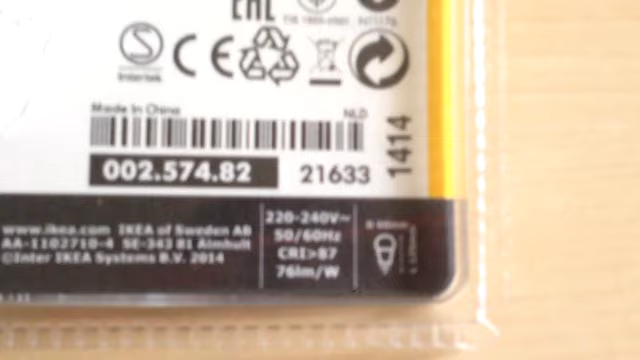 EAC
Intertek
CE
Made in China
NLD
002.574.82
21633
1414
www.ikea.com IKEA of Sweden AB
AA-1102710-4 SE-343 81 Älmhult
©Inter IKEA Systems B.V. 2014
220-240V~
50/60Hz
CRI>87
76lm/W